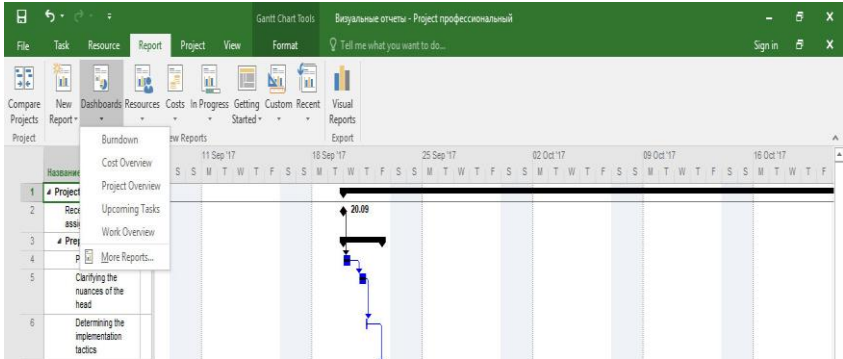 Gantt Chart Tools
Визуальные отчеты - Project профессиональный
File Task Resource Report Project View Format Tell me what you want to do... Sign in
Compare Projects
New Report
Dashboards
Resources
Costs
In Progress
Getting Started
Custom
Recent
Visual Reports
Project
ew Reports
Export
Burndown
Cost Overview
Project Overview
Upcoming Tasks
Work Overview
More Reports...
11 Sep '17 18 Sep '17 25 Sep '17 02 Oct '17 09 Oct '17 16 Oct '17
Название
S S M T W T F S S M T W T F S S M T W T F S S M T W T F S S M T W T F S S M T W T F
1 Project
2 Rece
assi
20.09
3 Prep
4 P
5 Clarifying the
nuances of the
head
6 Determining the
implementation
tactics